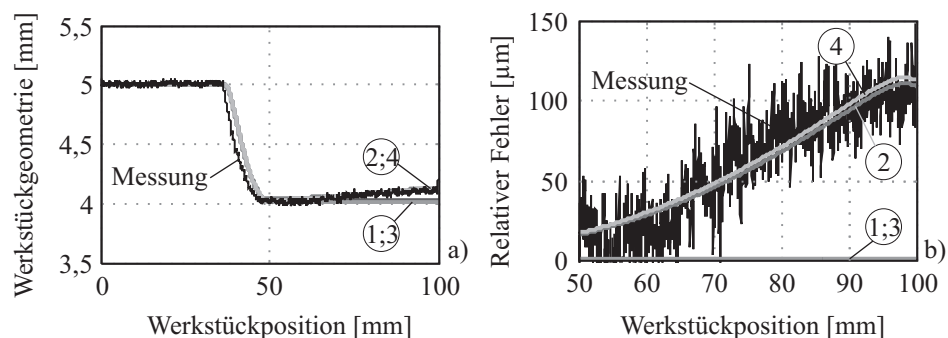 Werkstückgeometrie [mm]
5,5
5
4,5
4
3,5
0
50
100
Werkstückposition [mm]
Messung
2;4
1;3
a)
Relativer Fehler [µm]
150
100
50
0
50
60
70
80
90
100
Werkstückposition [mm]
Messung
4
2
1;3
b)